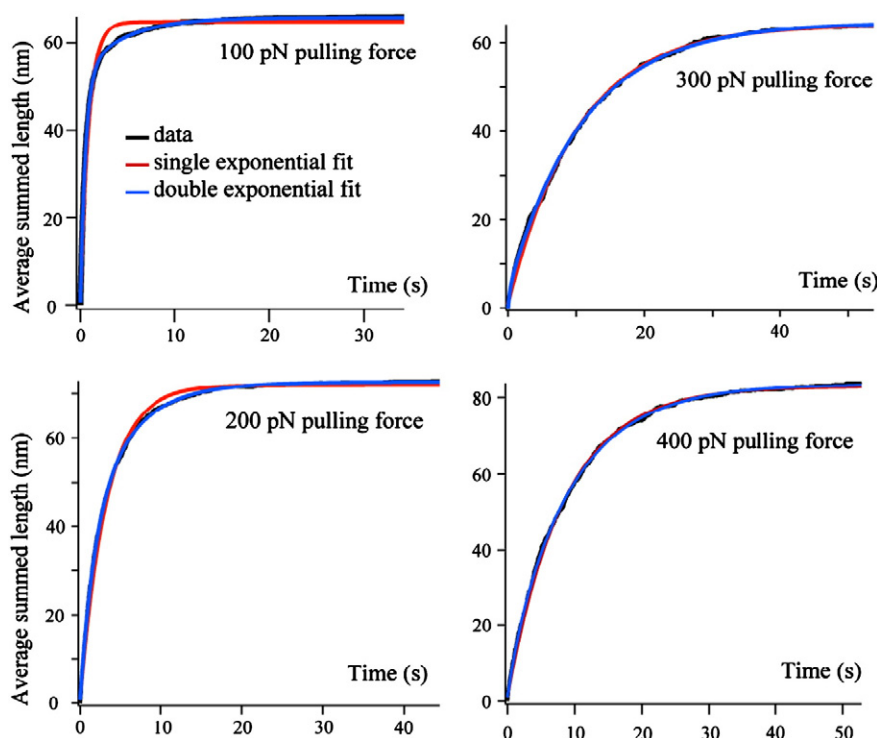 Average summed length (nm)
60
40
20
0
100 pN pulling force
data
single exponential fit
double exponential fit
Time (s)
0 10 20 30
60
40
20
0
300 pN pulling force
Time (s)
0 20 40
Average summed length (nm)
60
40
20
0
200 pN pulling force
Time (s)
0 10 20 30 40
80
60
40
20
0
400 pN pulling force
Time (s)
0 10 20 30 40 50